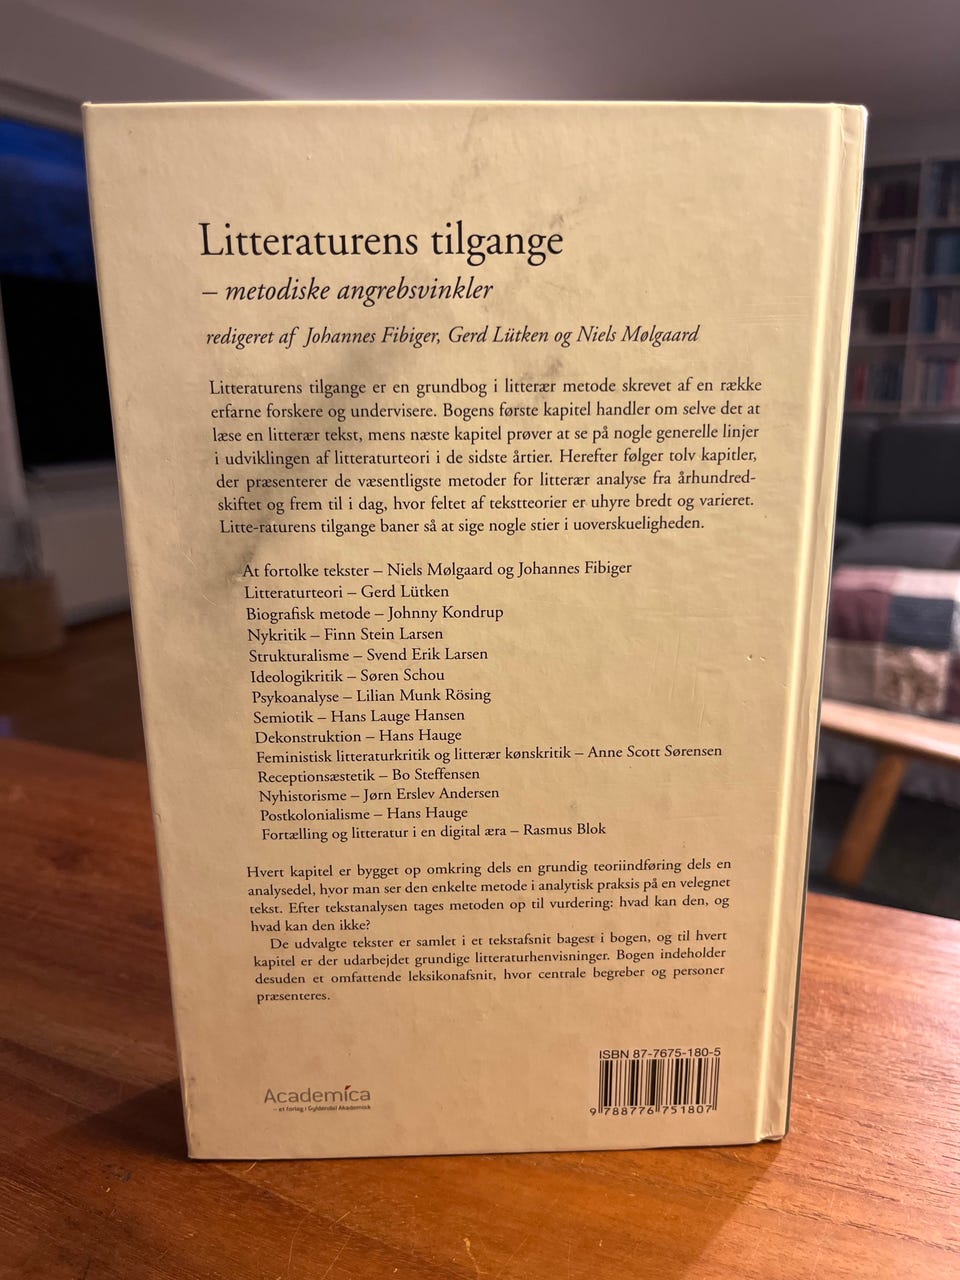 Litteraturens tilgange
– metodiske angrebsvinkler
redigeret af Johannes Fibiger, Gerd Lütken og Niels Mølgaard
Litteraturens tilgange er en grundbog i litterær metode skrevet af en række
erfarne forskere og undervisere. Bogens første kapitel handler om selve det at
læse en litterær tekst, mens næste kapitel prøver at se på nogle generelle linjer
i udviklingen af litteraturteori i de sidste årtier. Herefter følger tolv kapitler,
der præsenterer de væsentligste metoder for litterær analyse fra århundred-
skiftet og frem til i dag, hvor feltet af tekstteorier er uhyre bredt og varieret.
Litte-raturens tilgange baner så at sige nogle stier i uoverskueligheden.
At fortolke tekster – Niels Mølgaard og Johannes Fibiger
Litteraturteori – Gerd Lütken
Biografisk metode – Johnny Kondrup
Nykritik – Finn Stein Larsen
Strukturalisme – Svend Erik Larsen
Ideologikritik – Søren Schou
Psykoanalyse – Lilian Munk Rösing
Semiotik – Hans Lauge Hansen
Dekonstruktion – Hans Hauge
Feministisk litteraturkritik og litterær kønskritik – Anne Scott Sørensen
Receptionsæstetik – Bo Steffensen
Nyhistorisme – Jørn Erslev Andersen
Postkolonialisme – Hans Hauge
Fortælling og litteratur i en digital æra – Rasmus Blok
Hvert kapitel er bygget op omkring dels en grundig teoriindføring dels en
analysedel, hvor man ser den enkelte metode i analytisk praksis på en velegnet
tekst. Efter tekstanalysen tages metoden op til vurdering: hvad kan den, og
hvad kan den ikke?
De udvalgte tekster er samlet i et tekstafsnit bagest i bogen, og til hvert
kapitel er der udarbejdet grundige litteraturhenvisninger. Bogen indeholder
desuden et omfattende leksikonafsnit, hvor centrale begreber og personer
præsenteres.
ISBN 87-7675-180-5
9 788776 751807
Academica
– et forlag i Gyldendal Akademisk